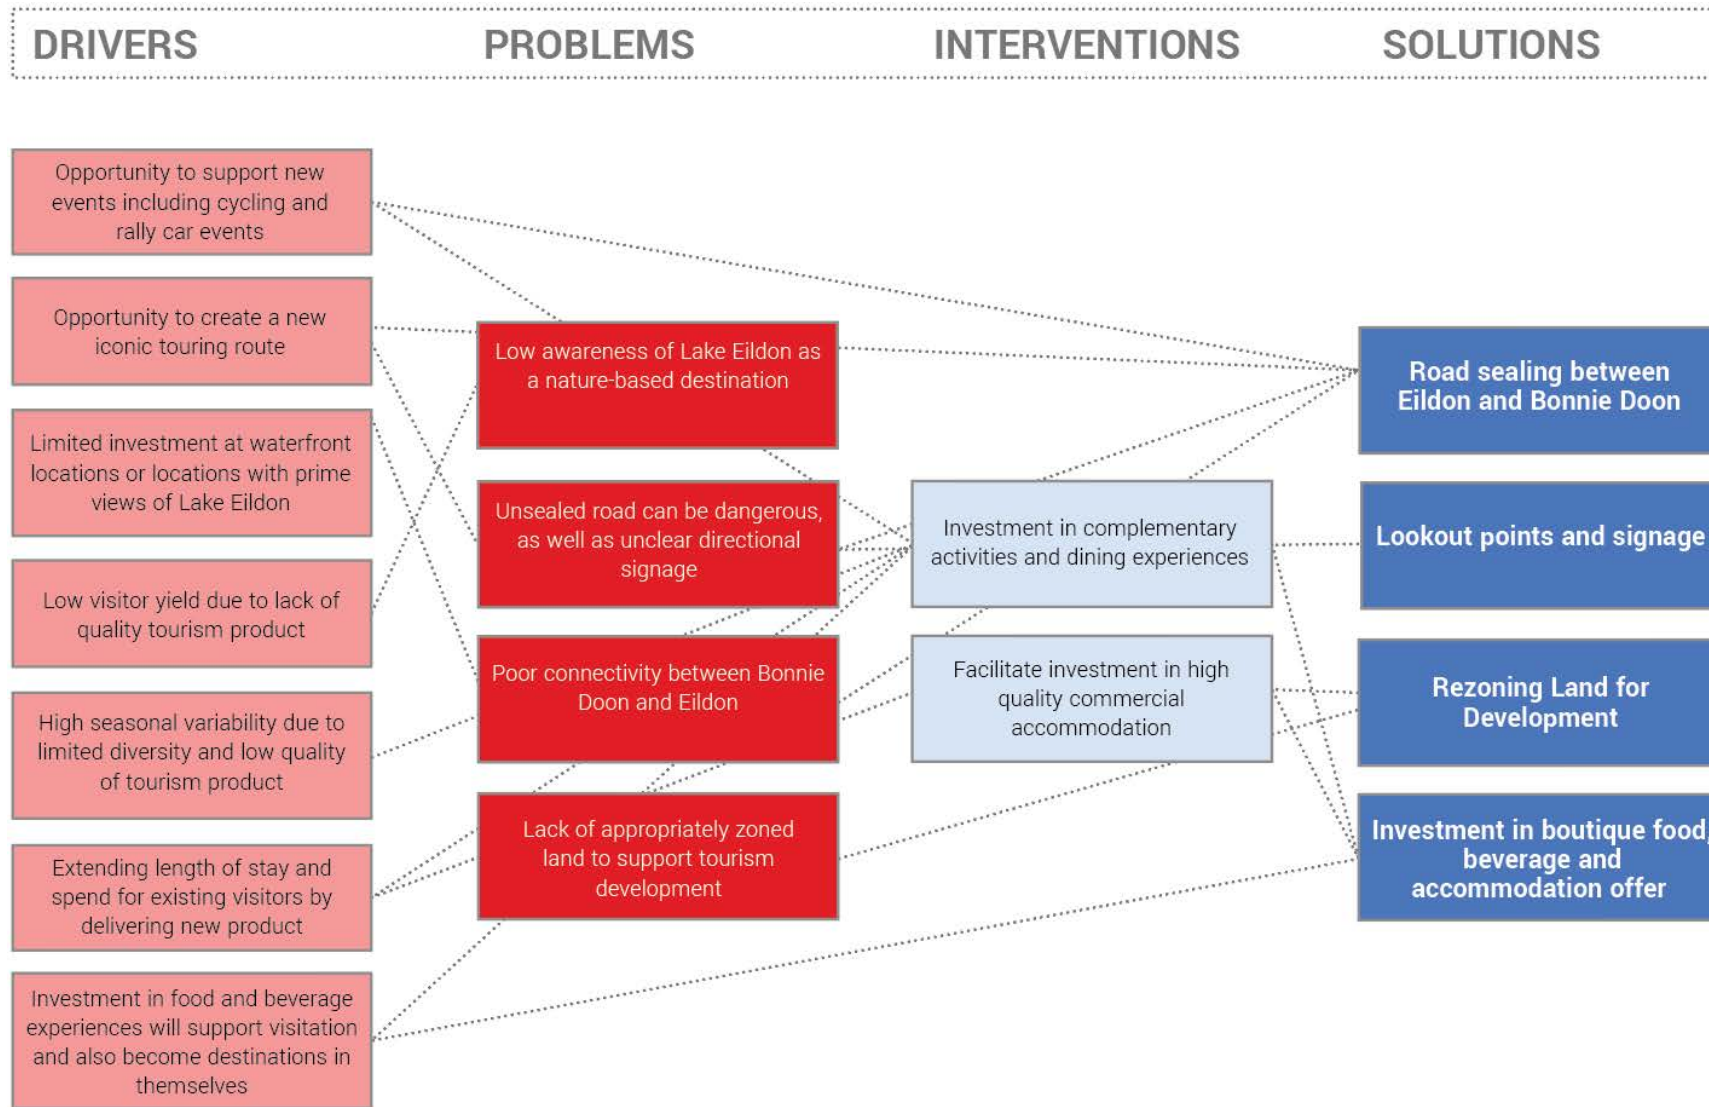 DRIVERS
PROBLEMS
INTERVENTIONS
SOLUTIONS
Opportunity to support new
events including cycling and
rally car events
Opportunity to create a new
iconic touring route
Limited investment at waterfront
locations or locations with prime
views of Lake Eildon
Low visitor yield due to lack of
quality tourism product
High seasonal variability due to
limited diversity and low quality
of tourism product
Extending length of stay and
spend for existing visitors by
delivering new product
Investment in food and beverage
experiences will support visitation
and also become destinations in
themselves
Low awareness of Lake Eildon as
a nature-based destination
Unsealed road can be dangerous,
as well as unclear directional
signage
Poor connectivity between Bonnie
Doon and Eildon
Lack of appropriately zoned
land to support tourism
development
Investment in complementary
activities and dining experiences
Facilitate investment in high
quality commercial
accommodation
Road sealing between
Eildon and Bonnie Doon
Lookout points and signage
Rezoning Land for
Development
Investment in boutique food,
beverage and
accommodation offer